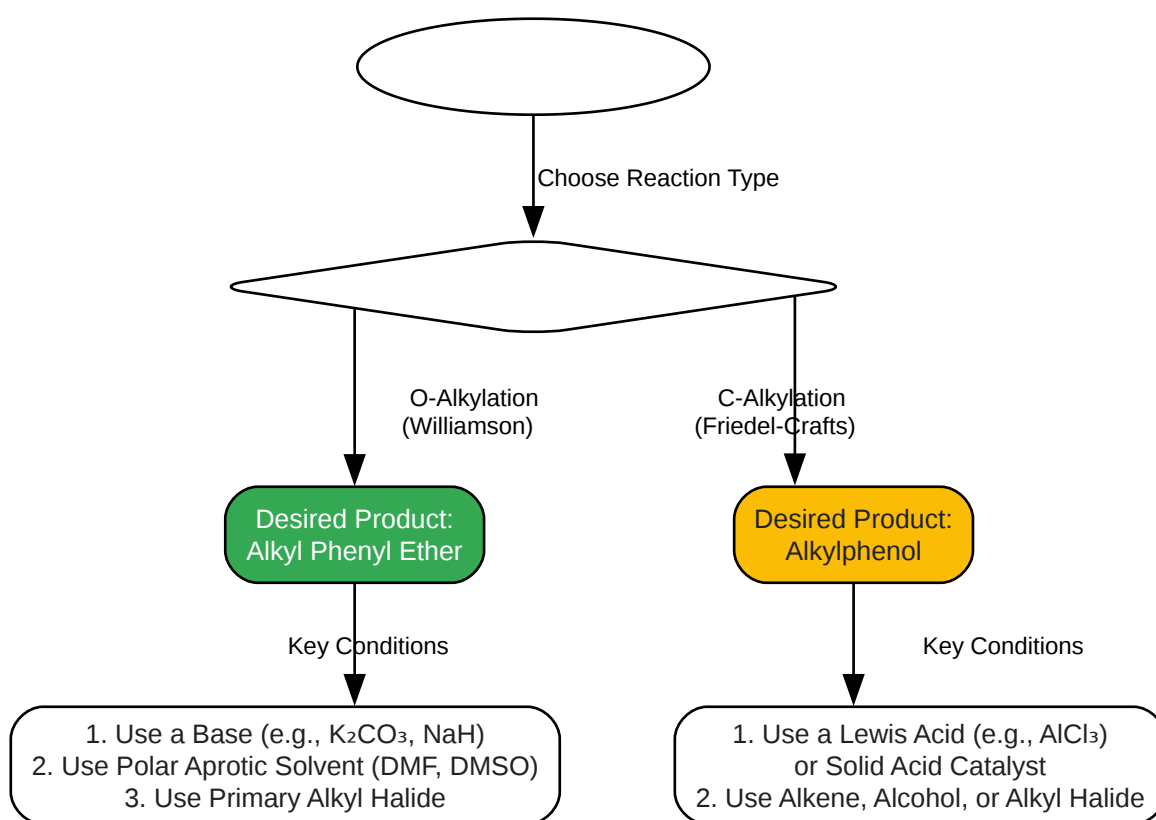 Choose Reaction Type
O-Alkylation
(Williamson)
C-Alkylation
(Friedel-Crafts)
Desired Product:
Alkyl Phenyl Ether
Desired Product:
Alkylphenol
Key Conditions
Key Conditions
1. Use a Base (e.g., K₂CO₃, NaH)
2. Use Polar Aprotic Solvent (DMF, DMSO)
3. Use Primary Alkyl Halide
1. Use a Lewis Acid (e.g., AlCl₃)
or Solid Acid Catalyst
2. Use Alkene, Alcohol, or Alkyl Halide